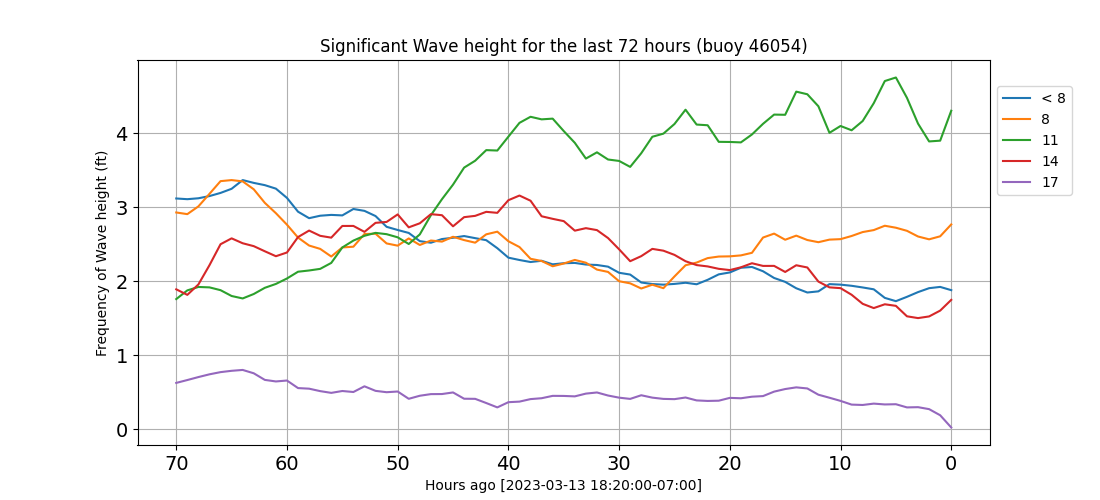 Significant Wave height for the last 72 hours (buoy 46054)
Frequency of Wave height (ft)
4
3
2
1
0
70 60 50 40 30 20 10 0
Hours ago [2023-03-13 18:20:00-07:00]
< 8
8
11
14
17